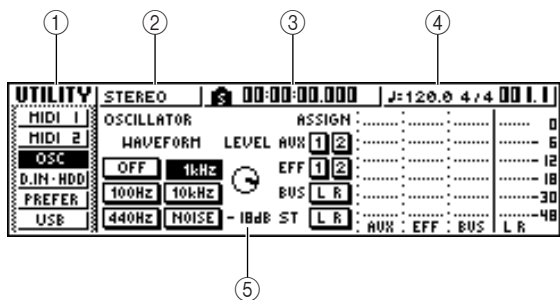 ① ② ③ ④
UTILITY STEREO S 00:00:00.000 ♩=120.0 4/4 001.1
MIDI 1 OSCILLATOR ASSIGN 0
MIDI 2 WAVEFORM LEVEL AUX 1 2 6
OSC OFF 1kHz EFF 1 2 12
D.IN·HDD 100Hz 10kHz BUS L R 18
PREFER 30
USB 440Hz NOISE -18dB ST L R 48
AUX EFF BUS L R
⑤